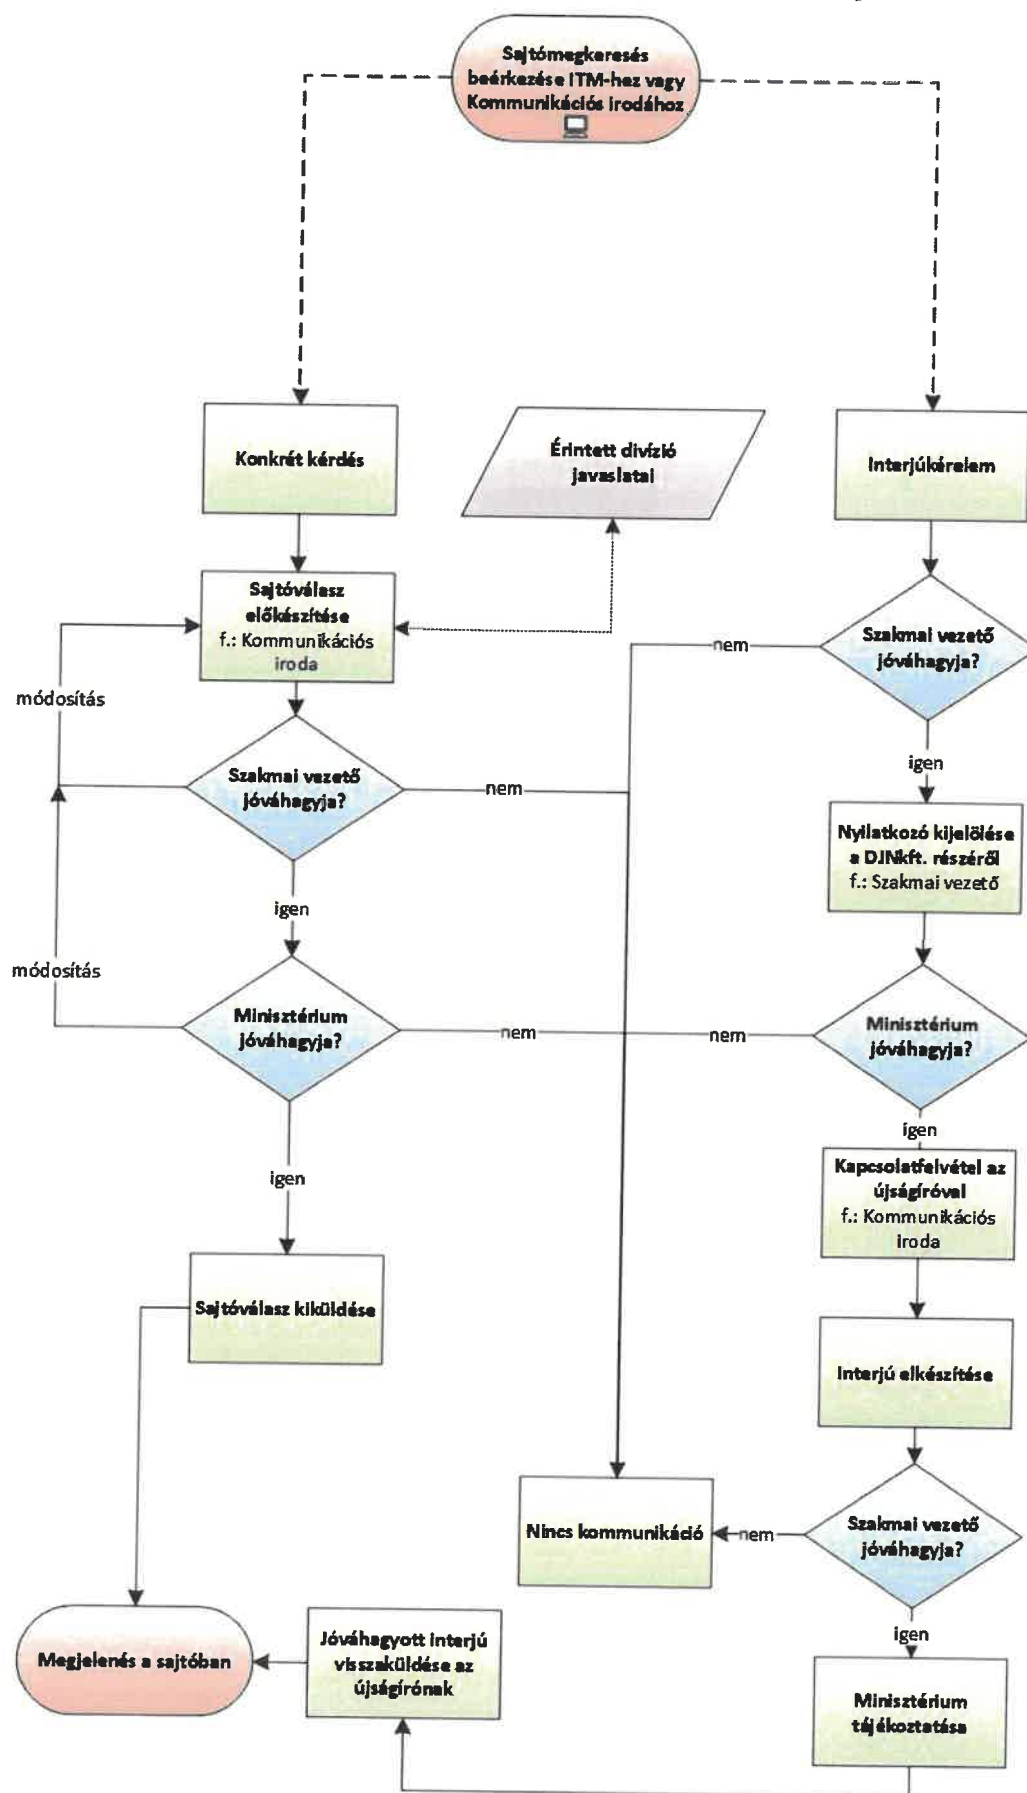 Sajtómegkeresés
beérkezése ITM-hez vagy
Kommunikációs irodához
Konkrét kérdés
Érintett divízió
javaslatai
Interjúkérelem
Sajtóválasz
előkészítése
f.: Kommunikációs
iroda
nem
Szakmai vezető
jóváhagyja?
módosítás
igen
Szakmai vezető
jóváhagyja?
nem
Nyilatkozó kijelölése
a DJNkft. részéről
f.: Szakmai vezető
igen
módosítás
Minisztérium
jóváhagyja?
nem
nem
Minisztérium
jóváhagyja?
igen
igen
Kapcsolatfelvétel az
újságíróval
f.: Kommunikációs
iroda
Sajtóválasz kiküldése
Interjú elkészítése
Nincs kommunikáció
nem
Szakmai vezető
jóváhagyja?
igen
Megjelenés a sajtóban
Jóváhagyott interjú
visszaküldése az
újságírónak
Minisztérium
tájékoztatása